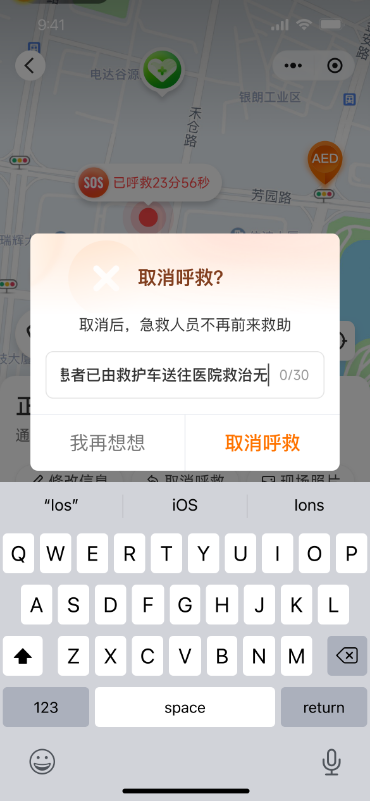 9:41
电达谷源
银朗工业区
禾仓路
AED
SOS 已呼救23分56秒
芳园路
瑞辉
取消呼救?
取消后，急救人员不再前来救助
患者已由救护车送往医院救治无 0/30
我再想想 取消呼救
正
通
修改信息 取消呼救 现场照片
“Ios” iOS Ions
Q W E R T Y U I O P
A S D F G H J K L
Z X C V B N M
123 space return